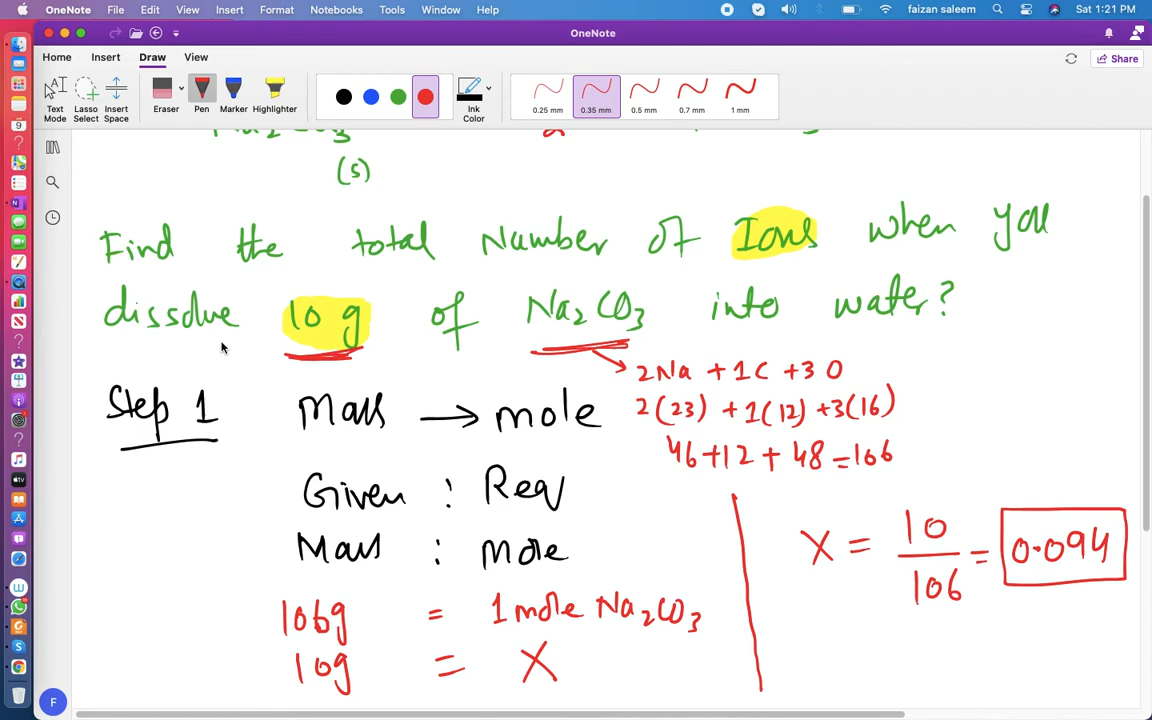 OneNote File Edit View Insert Format Notebooks Tools Window Help faizan saleem Sat 1:21 PM
OneNote
Home Insert Draw View Share
Text Mode Lasso Select Insert Space Eraser Pen Marker Highlighter Ink Color 0.25 mm 0.35 mm 0.5 mm 0.7 mm 1 mm
(s)
Find the total Number of Ions when you
dissolve 10 g of Na2CO3 into water?
2Na + 1C + 3 O
Step 1 Mass → mole 2(23) + 1(12) + 3(16)
46 + 12 + 48 = 106
Given : Req
Mass : mole
X = 10/106 = 0.094
106g = 1 mole Na2CO3
10g = X
F